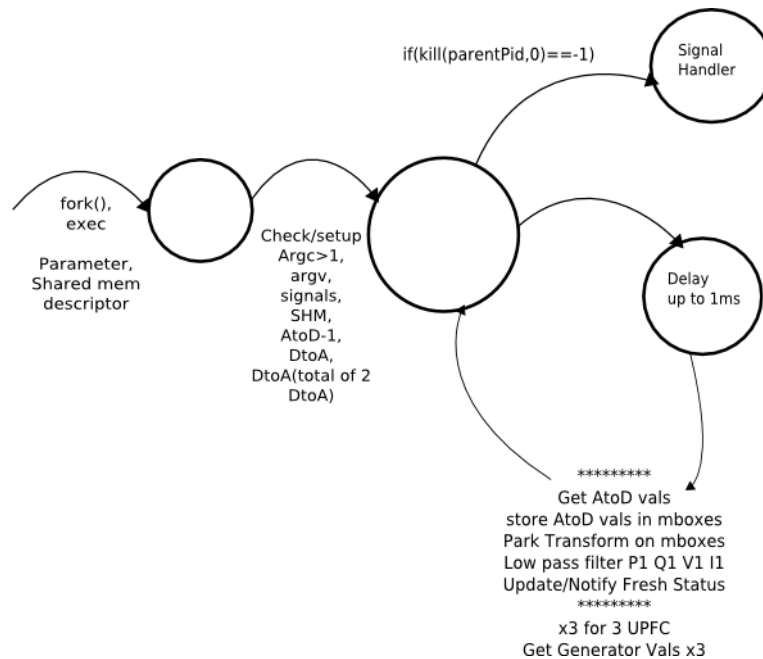 if(kill(parentPid,0)==-1)
Signal
Handler
fork(),
exec
Parameter,
Shared mem
descriptor
Check/setup
Argc>1,
argv,
signals,
SHM,
AtoD-1,
DtoA,
DtoA(total of 2
DtoA)
Delay
up to 1ms
*********
Get AtoD vals
store AtoD vals in mboxes
Park Transform on mboxes
Low pass filter P1 Q1 V1 I1
Update/Notify Fresh Status
*********
x3 for 3 UPFC
Get Generator Vals x3